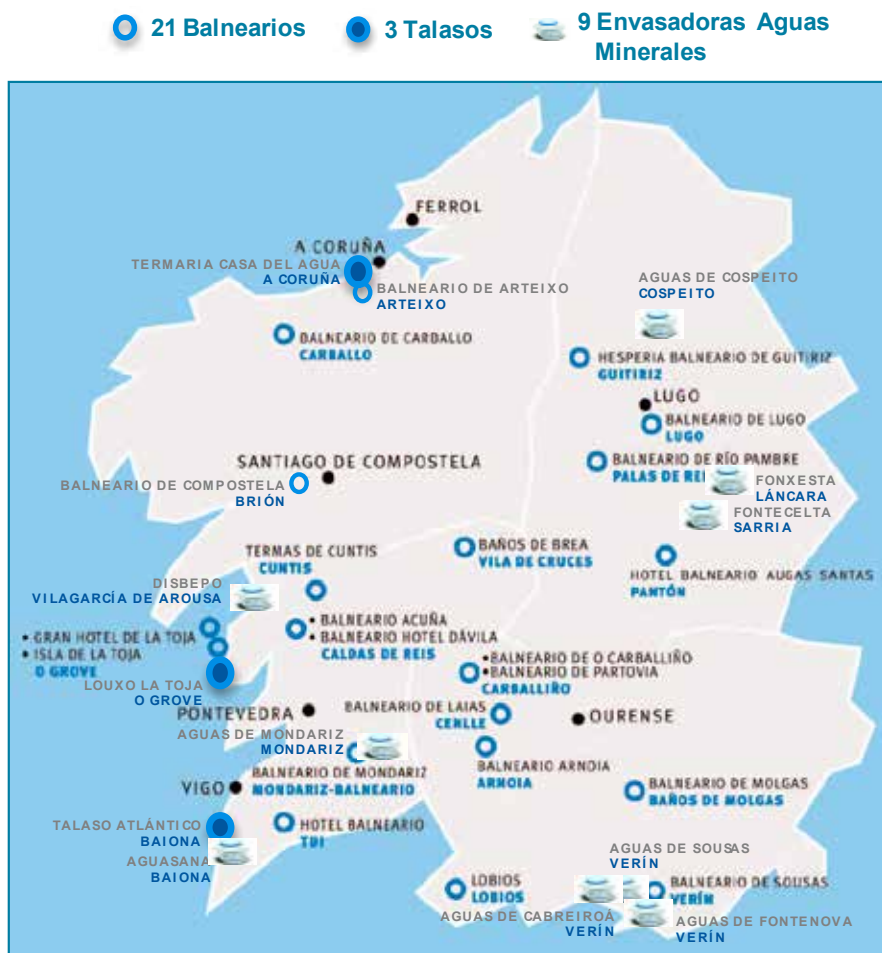 21 Balnearios
3 Talasos
9 Envasadoras Aguas
Minerales
FERROL
A CORUÑA
TERMARIA CASA DEL AGUA
A CORUÑA
BALNEARIO DE ARTEIXO
ARTEIXO
AGUAS DE COSPEITO
COSPEITO
BALNEARIO DE CARBALLO
CARBALLO
HESPERIA BALNEARIO DE GUITIRIZ
GUITIRIZ
LUGO
BALNEARIO DE LUGO
LUGO
SANTIAGO DE COMPOSTELA
BALNEARIO DE RÍO PAMBRE
PALAS DE REI
BALNEARIO DE COMPOSTELA
BRIÓN
FONXESTA
LÁNCARA
FONTECELTA
SARRIA
TERMAS DE CUNTIS
CUNTIS
BAÑOS DE BREA
VILA DE CRUCES
HOTEL BALNEARIO AUGAS SANTAS
PANTÓN
DISBEPO
VILAGARCÍA DE AROUSA
• GRAN HOTEL DE LA TOJA
• ISLA DE LA TOJA
O GROVE
• BALNEARIO ACUÑA
• BALNEARIO HOTEL DÁVILA
CALDAS DE REIS
•BALNEARIO DE O CARBALLIÑO
•BALNEARIO DE PARTOVIA
CARBALLIÑO
LOUXO LA TOJA
O GROVE
PONTEVEDRA
BALNEARIO DE LAIAS
CENLLE
OURENSE
AGUAS DE MONDARIZ
MONDARIZ
BALNEARIO DE MONDARIZ
MONDARIZ-BALNEARIO
BALNEARIO ARNOIA
ARNOIA
VIGO
BALNEARIO DE MOLGAS
BAÑOS DE MOLGAS
TALASO ATLÁNTICO
BAIONA
HOTEL BALNEARIO
TUI
AGUASANA
BAIONA
AGUAS DE SOUSAS
VERÍN
LOBIOS
LOBIOS
BALNEARIO DE SOUSAS
VERÍN
AGUAS DE CABREIROÁ
VERÍN
AGUAS DE FONTENOVA
VERÍN